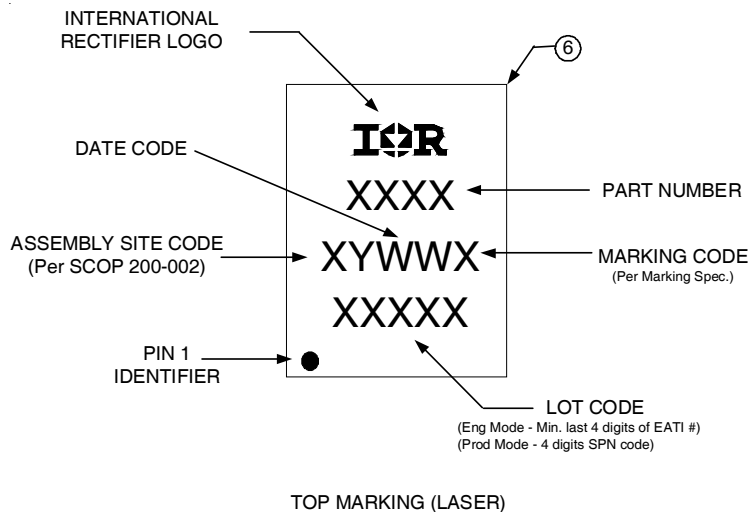 INTERNATIONAL
RECTIFIER LOGO
6
IOR
DATE CODE
XXXX
PART NUMBER
ASSEMBLY SITE CODE
(Per SCOP 200-002)
XYWWX
MARKING CODE
(Per Marking Spec.)
XXXXX
PIN 1
IDENTIFIER
LOT CODE
(Eng Mode - Min. last 4 digits of EATI #)
(Prod Mode - 4 digits SPN code)
TOP MARKING (LASER)